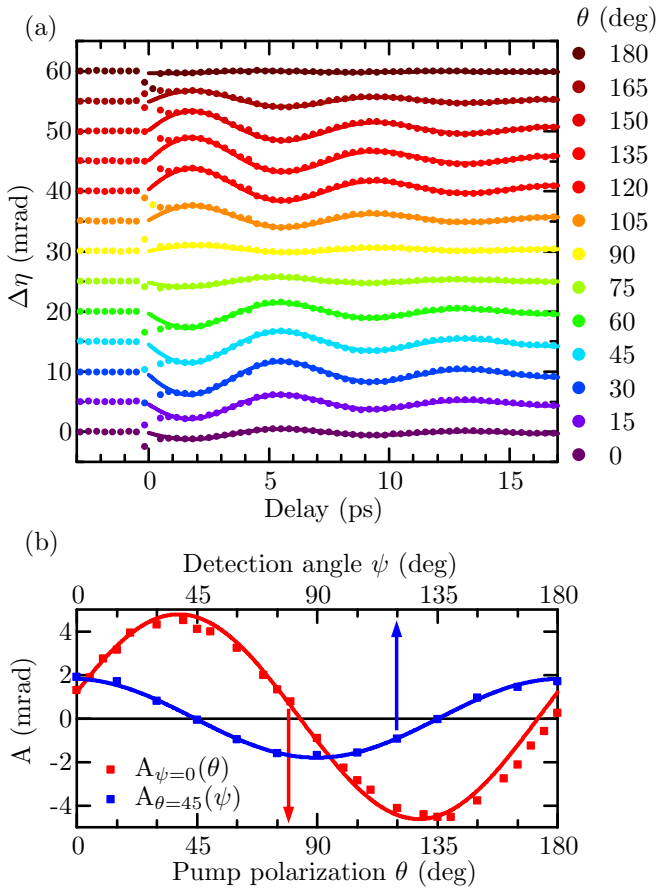 (a)
θ (deg)
60
50
40
30
20
10
0
Δη (mrad)
180
165
150
135
120
105
90
75
60
45
30
15
0
0 5 10 15
Delay (ps)
(b)
Detection angle ψ (deg)
0 45 90 135 180
4
2
0
-2
-4
A (mrad)
A_{ψ=0}(θ)
A_{θ=45}(ψ)
0 45 90 135 180
Pump polarization θ (deg)